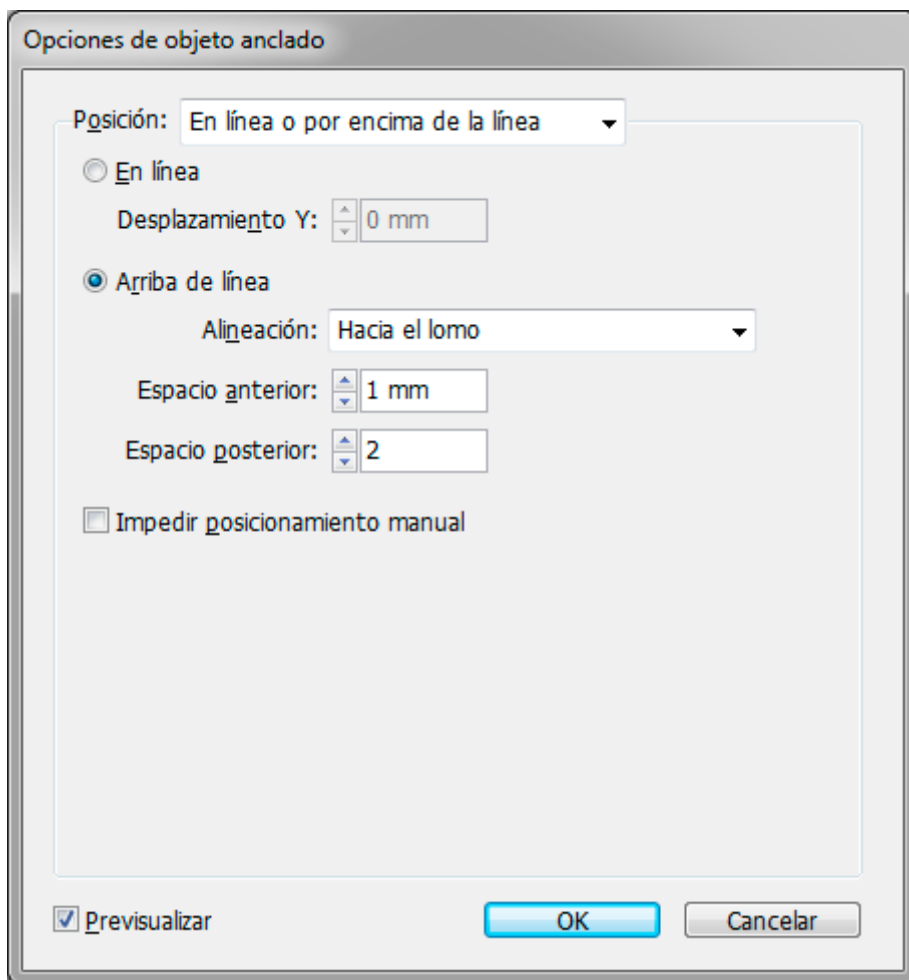 Opciones de objeto anclado
Posición: En línea o por encima de la línea
En línea
Desplazamiento Y: 0 mm
Arriba de línea
Alineación: Hacia el lomo
Espacio anterior: 1 mm
Espacio posterior: 2
Impedir posicionamiento manual
Previsualizar OK Cancelar